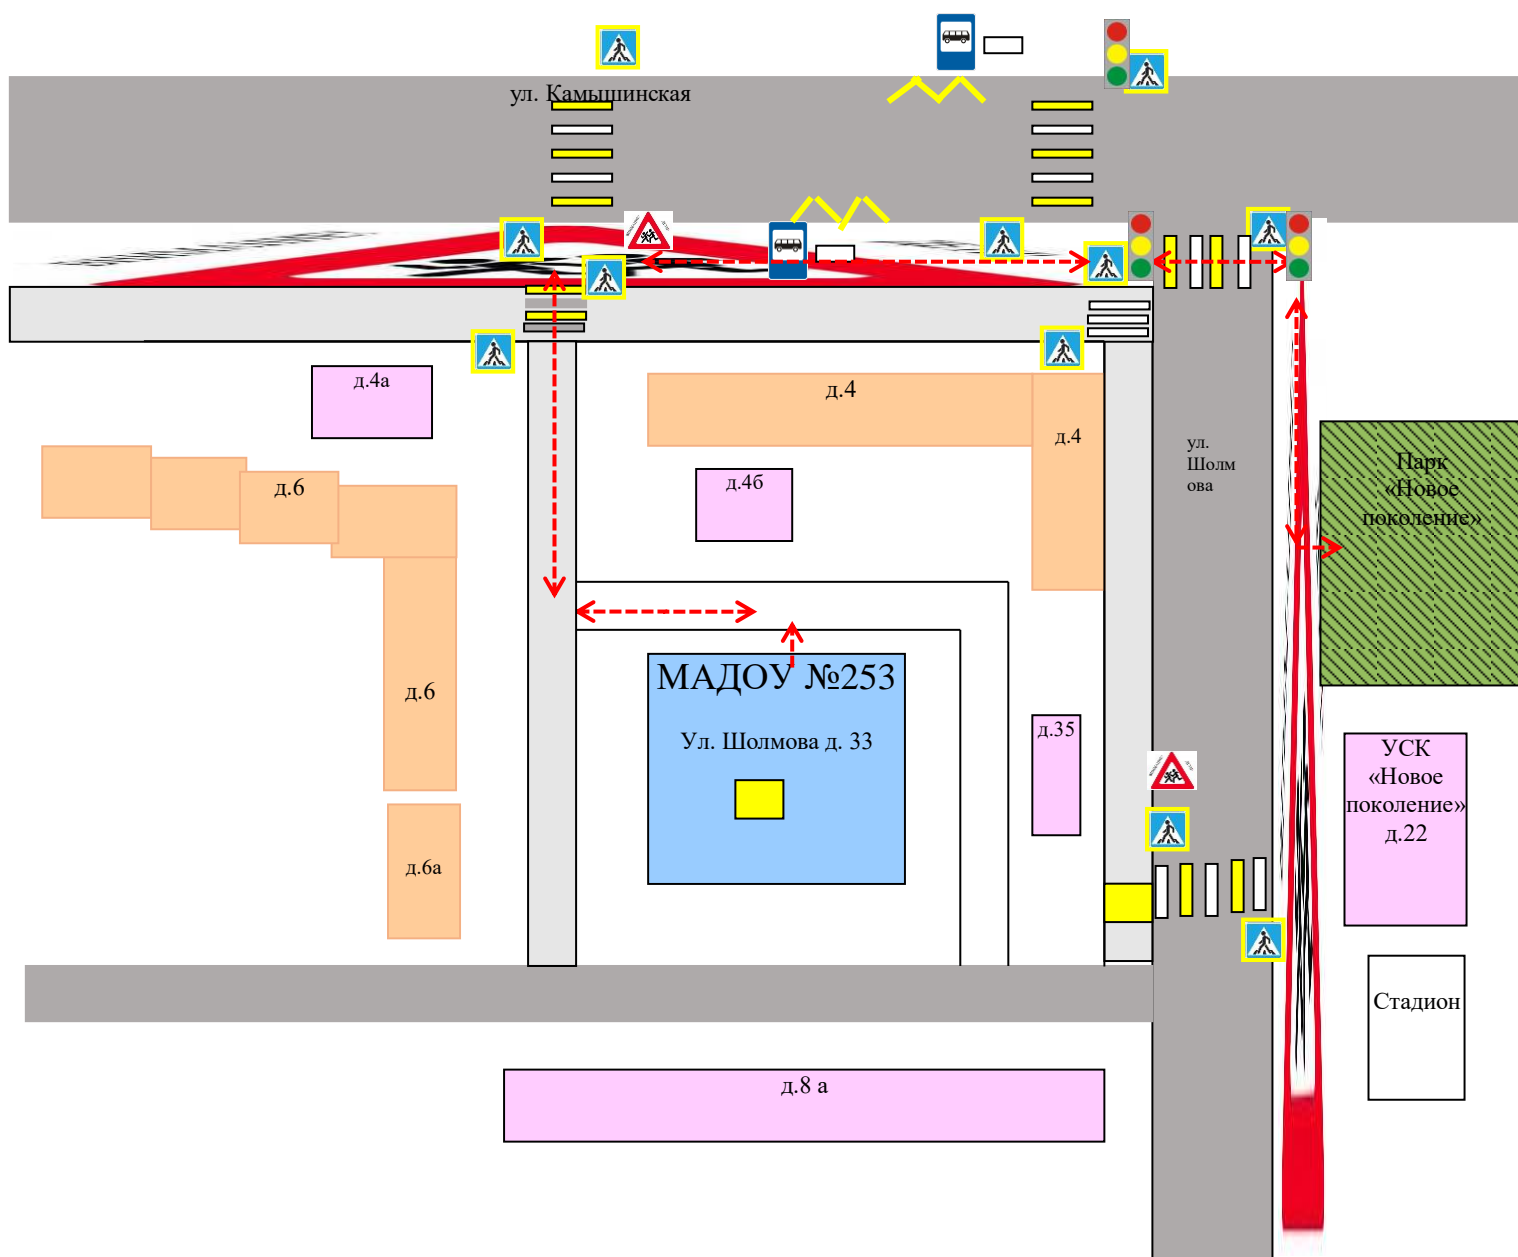 ул. Камышинская
д.4а
д.4
д.4
ул.
Шолм
ова
д.6
д.4б
Парк
«Новое
поколение»
д.6
МАДОУ №253
Ул. Шолмова д. 33
д.35
УСК
«Новое
поколение»
д.22
д.6а
Стадион
д.8 а